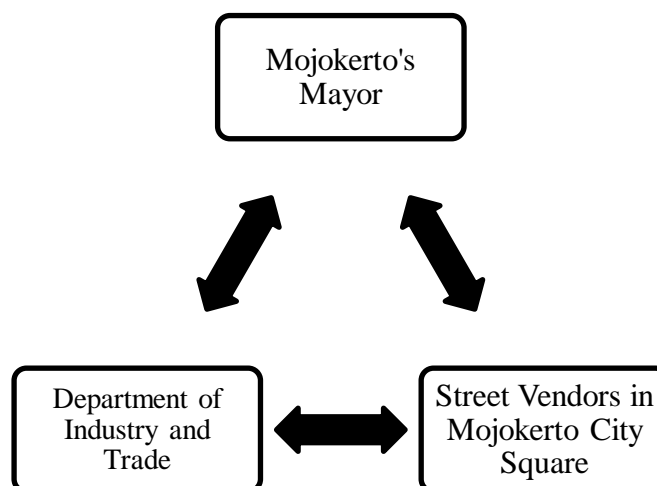 Mojokerto's
Mayor
Department of
Industry and
Trade
Street Vendors in
Mojokerto City
Square